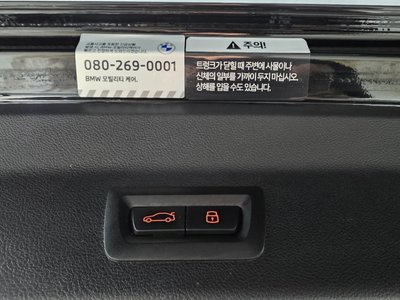 080-269-0001
BMW 모빌리티 케어.
주의!
트렁크가 닫힐 때 주변에 사물이나,
신체의 일부를 가까이 두지 마십시오.
상해를 입을 수도 있습니다.